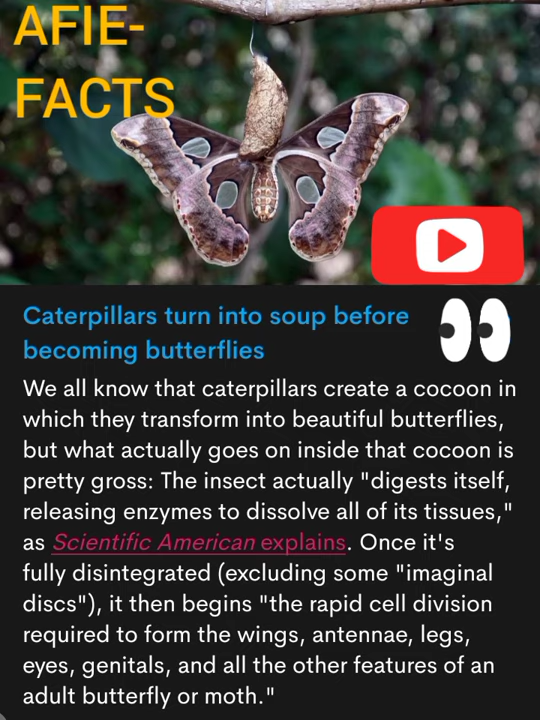 AFIE-
FACTS
Caterpillars turn into soup before
becoming butterflies
We all know that caterpillars create a cocoon in
which they transform into beautiful butterflies,
but what actually goes on inside that cocoon is
pretty gross: The insect actually "digests itself,
releasing enzymes to dissolve all of its tissues,"
as Scientific American explains. Once it's
fully disintegrated (excluding some "imaginal
discs"), it then begins "the rapid cell division
required to form the wings, antennae, legs,
eyes, genitals, and all the other features of an
adult butterfly or moth."